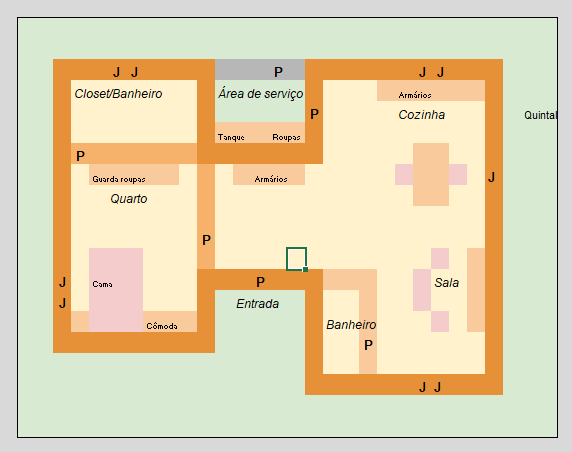 J J
P
J J
Closet/Banheiro
Área de serviço
Armários
Cozinha
P
Quintal
Tanque Roupas
P
Guarda roupas
Armários
J
Quarto
P
J
Cama
P
Sala
J
Entrada
Cômoda
Banheiro
P
J J